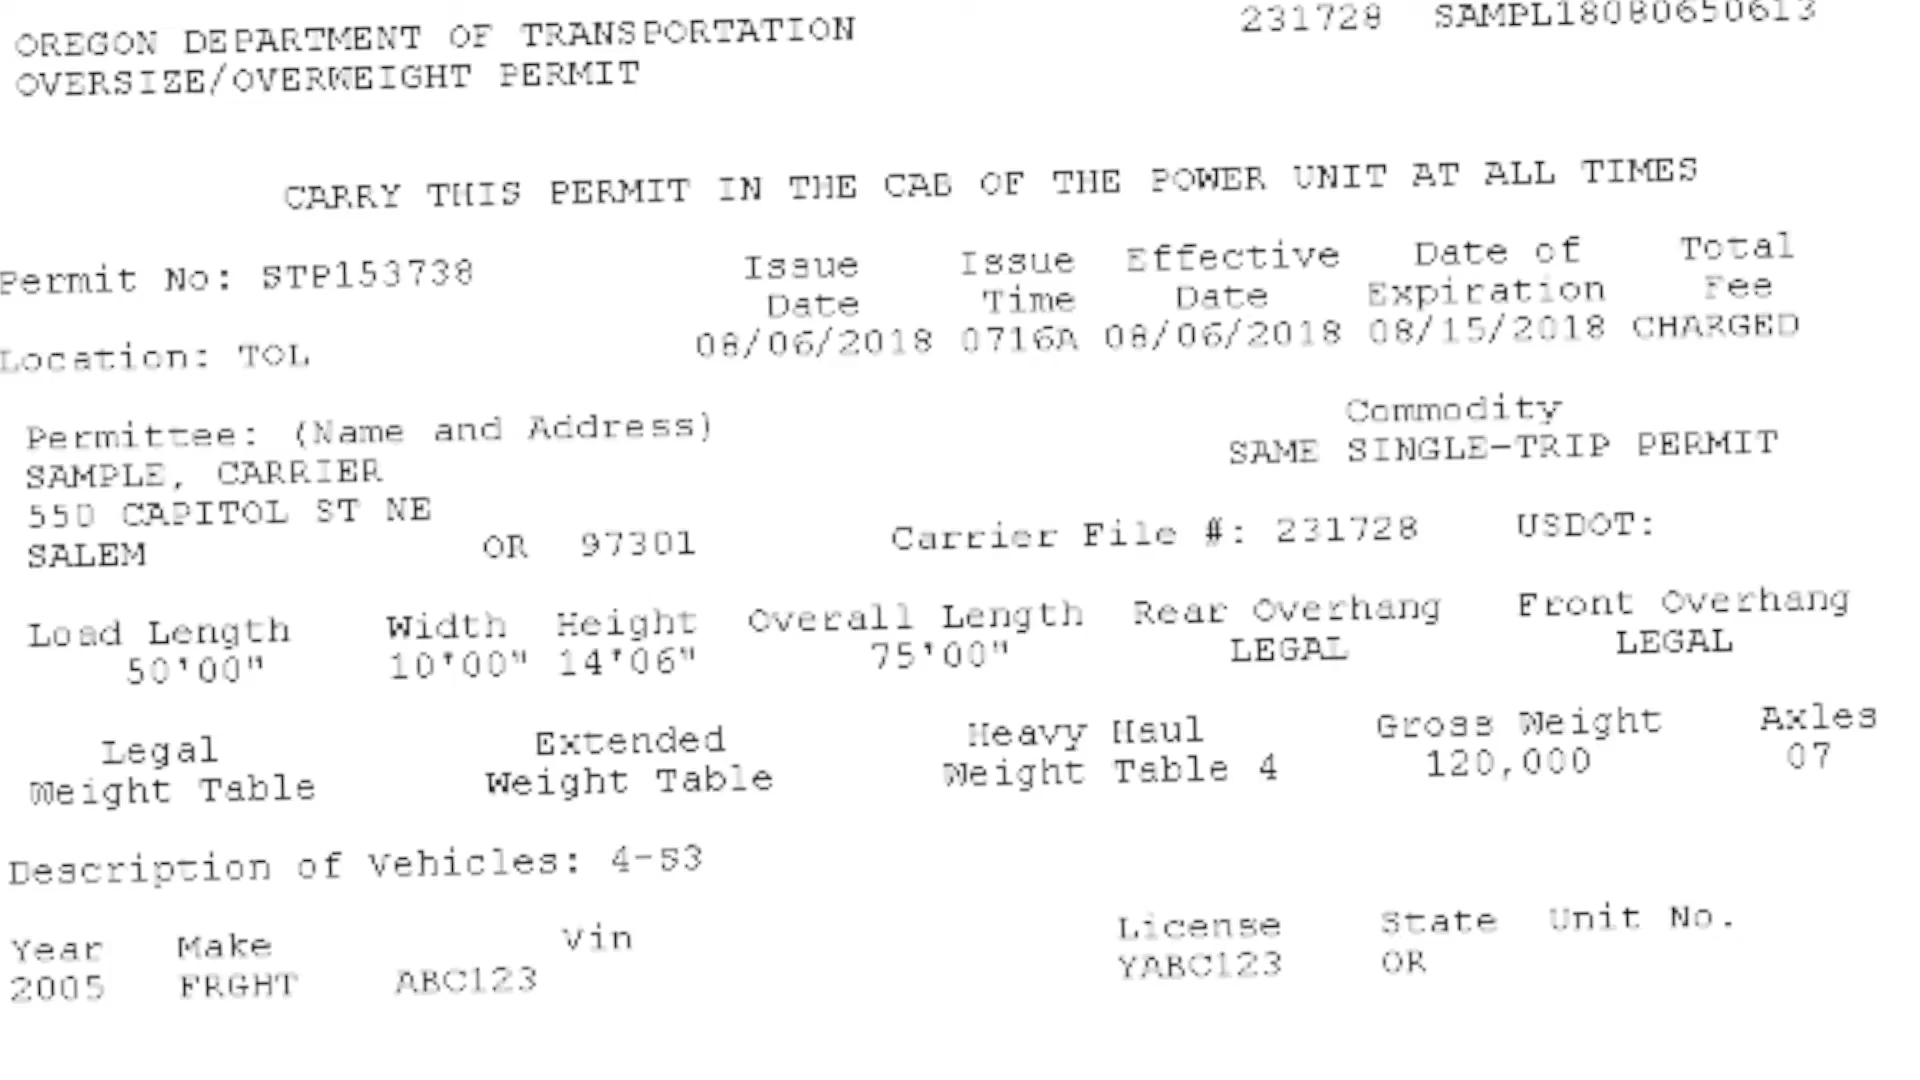 OREGON DEPARTMENT OF TRANSPORTATION 231728 SAMPL18080650613
OVERSIZE/OVERWEIGHT PERMIT
CARRY THIS PERMIT IN THE CAB OF THE POWER UNIT AT ALL TIMES
Permit No: STP153738 Issue Issue Effective Date of Total
Date Time Date Expiration Fee
Location: TOL 08/06/2018 0716A 08/06/2018 08/15/2018 CHARGED
Permittee: (Name and Address) Commodity
SAMPLE, CARRIER SAME SINGLE-TRIP PERMIT
550 CAPITOL ST NE
SALEM OR 97301 Carrier File #: 231728 USDOT:
Load Length Width Height Overall Length Rear Overhang Front Overhang
50'00" 10'00" 14'06" 75'00" LEGAL LEGAL
Legal Extended Heavy Haul Gross Weight Axles
Weight Table Weight Table Weight Table 4 120,000 07
Description of Vehicles: 4-S3
Year Make Vin License State Unit No.
2005 FRGHT ABC123 YABC123 OR